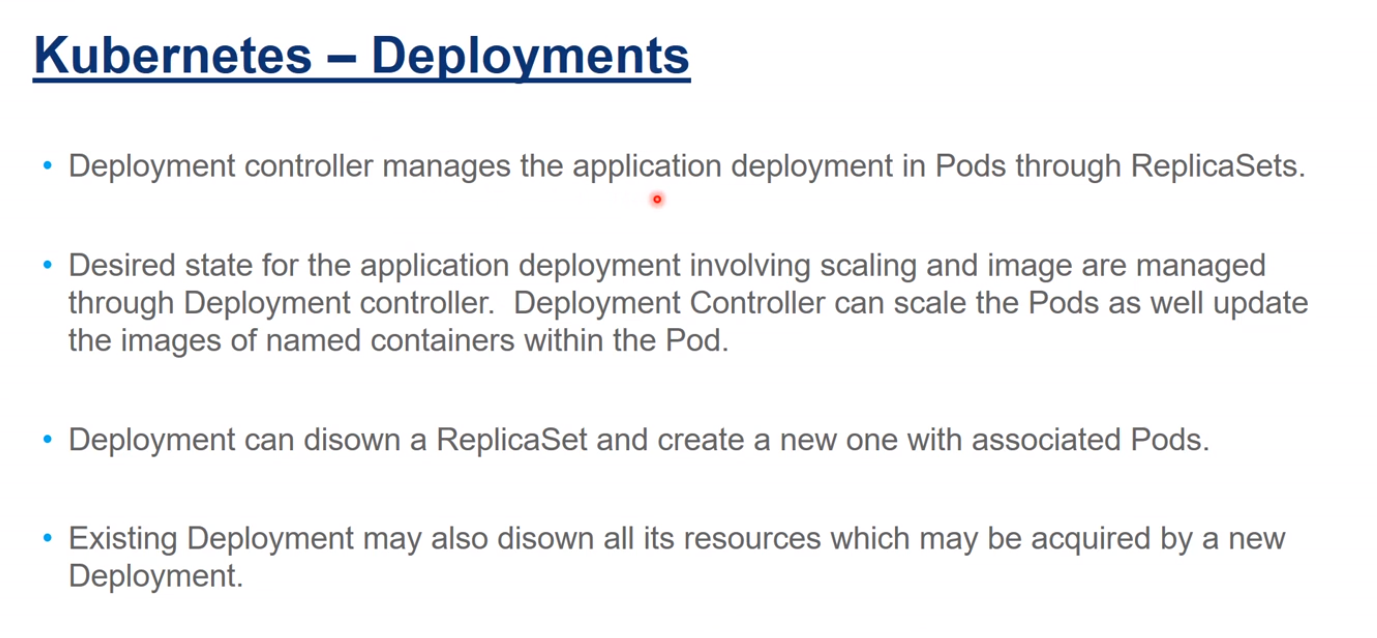 Kubernetes – Deployments
• Deployment controller manages the application deployment in Pods through ReplicaSets.
• Desired state for the application deployment involving scaling and image are managed
through Deployment controller.  Deployment Controller can scale the Pods as well update
the images of named containers within the Pod.
• Deployment can disown a ReplicaSet and create a new one with associated Pods.
• Existing Deployment may also disown all its resources which may be acquired by a new
Deployment.